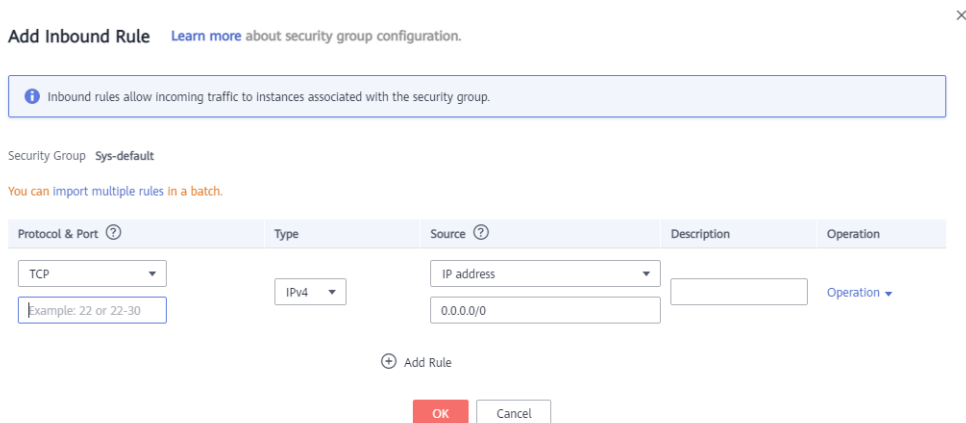 Add Inbound Rule Learn more about security group configuration.
Inbound rules allow incoming traffic to instances associated with the security group.
Security Group Sys-default
You can import multiple rules in a batch.
Protocol & Port Type Source Description Operation
TCP IP address
IPv4 Operation
Example: 22 or 22-30 0.0.0.0/0
Add Rule
OK Cancel